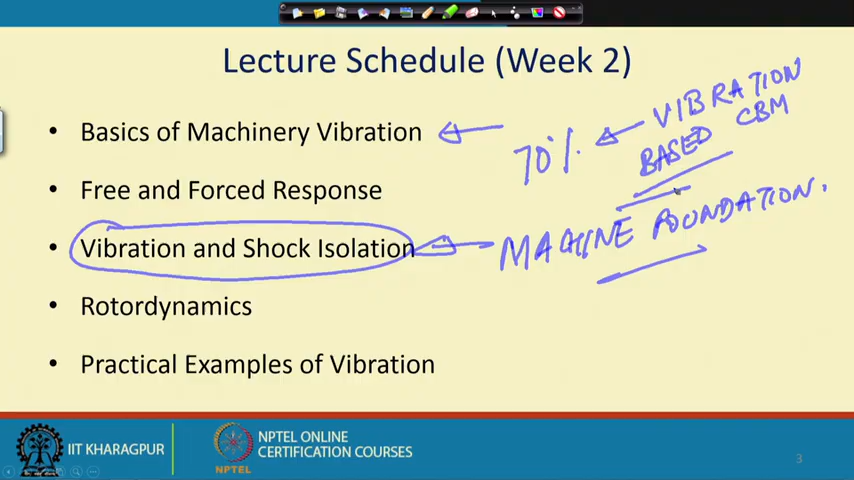 Lecture Schedule (Week 2)
• Basics of Machinery Vibration
• Free and Forced Response
• Vibration and Shock Isolation
• Rotordynamics
• Practical Examples of Vibration
70%
VIBRATION
BASED CBM
MACHINE FOUNDATION.
IIT KHARAGPUR
NPTEL
NPTEL ONLINE
CERTIFICATION COURSES
3